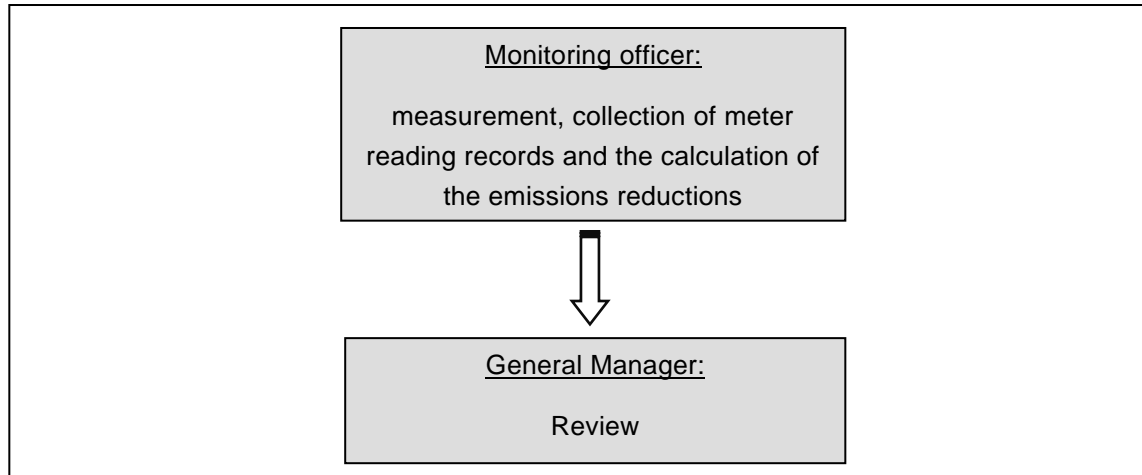 Monitoring officer:
measurement, collection of meter
reading records and the calculation of
the emissions reductions
General Manager:
Review